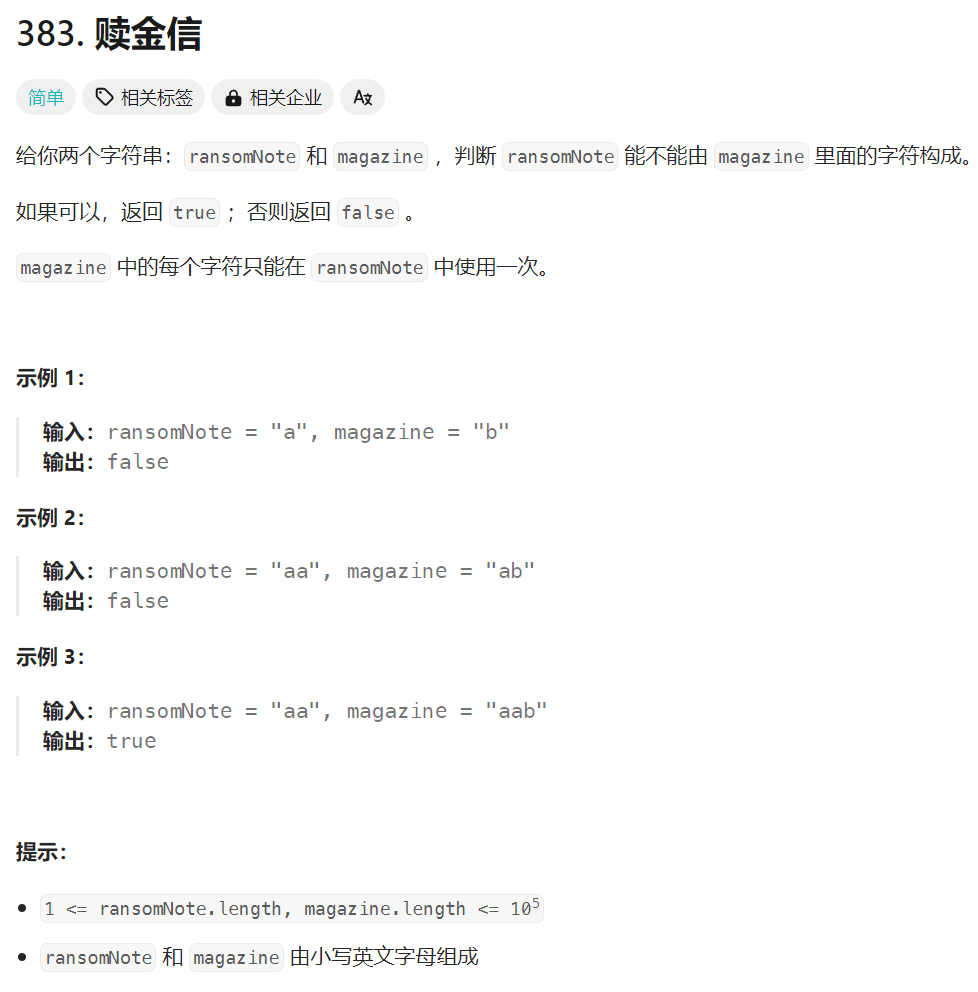 383. 赎金信
简单 相关标签 相关企业 Aあ
给你两个字符串：ransomNote 和 magazine ，判断 ransomNote 能不能由 magazine 里面的字符构成。
如果可以，返回 true ；否则返回 false 。
magazine 中的每个字符只能在 ransomNote 中使用一次。
示例 1：
输入：ransomNote = "a", magazine = "b"
输出：false
示例 2：
输入：ransomNote = "aa", magazine = "ab"
输出：false
示例 3：
输入：ransomNote = "aa", magazine = "aab"
输出：true
提示：
• 1 <= ransomNote.length, magazine.length <= 10⁵
• ransomNote 和 magazine 由小写英文字母组成